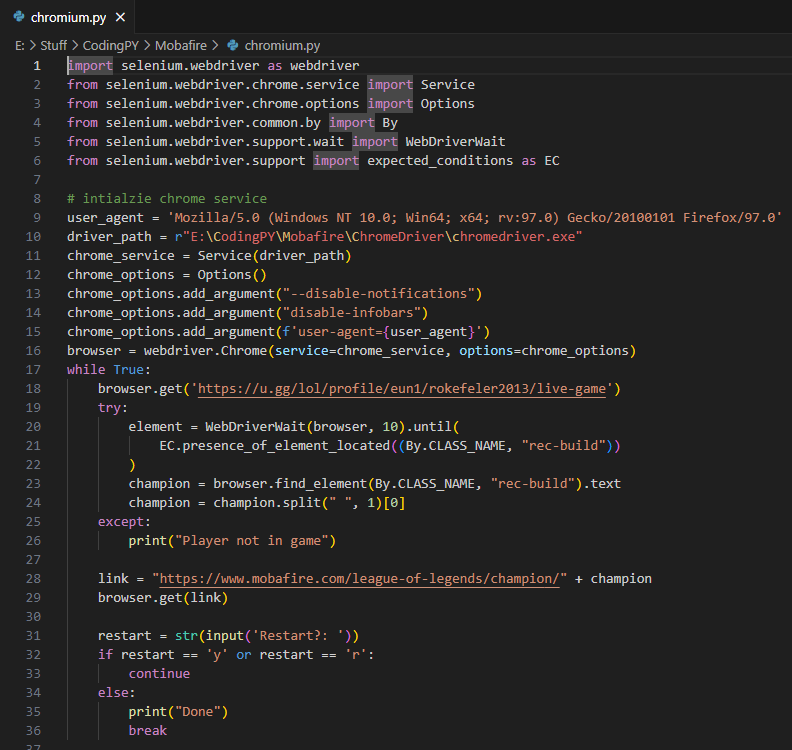 chromium.py ×
E: > Stuff > CodingPY > Mobafire > chromium.py
1 import selenium.webdriver as webdriver
2 from selenium.webdriver.chrome.service import Service
3 from selenium.webdriver.chrome.options import Options
4 from selenium.webdriver.common.by import By
5 from selenium.webdriver.support.wait import WebDriverWait
6 from selenium.webdriver.support import expected_conditions as EC
7
8 # intialzie chrome service
9 user_agent = 'Mozilla/5.0 (Windows NT 10.0; Win64; x64; rv:97.0) Gecko/20100101 Firefox/97.0'
10 driver_path = r"E:\CodingPY\Mobafire\ChromeDriver\chromedriver.exe"
11 chrome_service = Service(driver_path)
12 chrome_options = Options()
13 chrome_options.add_argument("--disable-notifications")
14 chrome_options.add_argument("disable-infobars")
15 chrome_options.add_argument(f'user-agent={user_agent}')
16 browser = webdriver.Chrome(service=chrome_service, options=chrome_options)
17 while True:
18     browser.get('https://u.gg/lol/profile/eun1/rokefeler2013/live-game')
19     try:
20         element = WebDriverWait(browser, 10).until(
21             EC.presence_of_element_located((By.CLASS_NAME, "rec-build"))
22         )
23         champion = browser.find_element(By.CLASS_NAME, "rec-build").text
24         champion = champion.split(" ", 1)[0]
25     except:
26         print("Player not in game")
27
28     link = "https://www.mobafire.com/league-of-legends/champion/" + champion
29     browser.get(link)
30
31     restart = str(input('Restart?: '))
32     if restart == 'y' or restart == 'r':
33         continue
34     else:
35         print("Done")
36         break
37